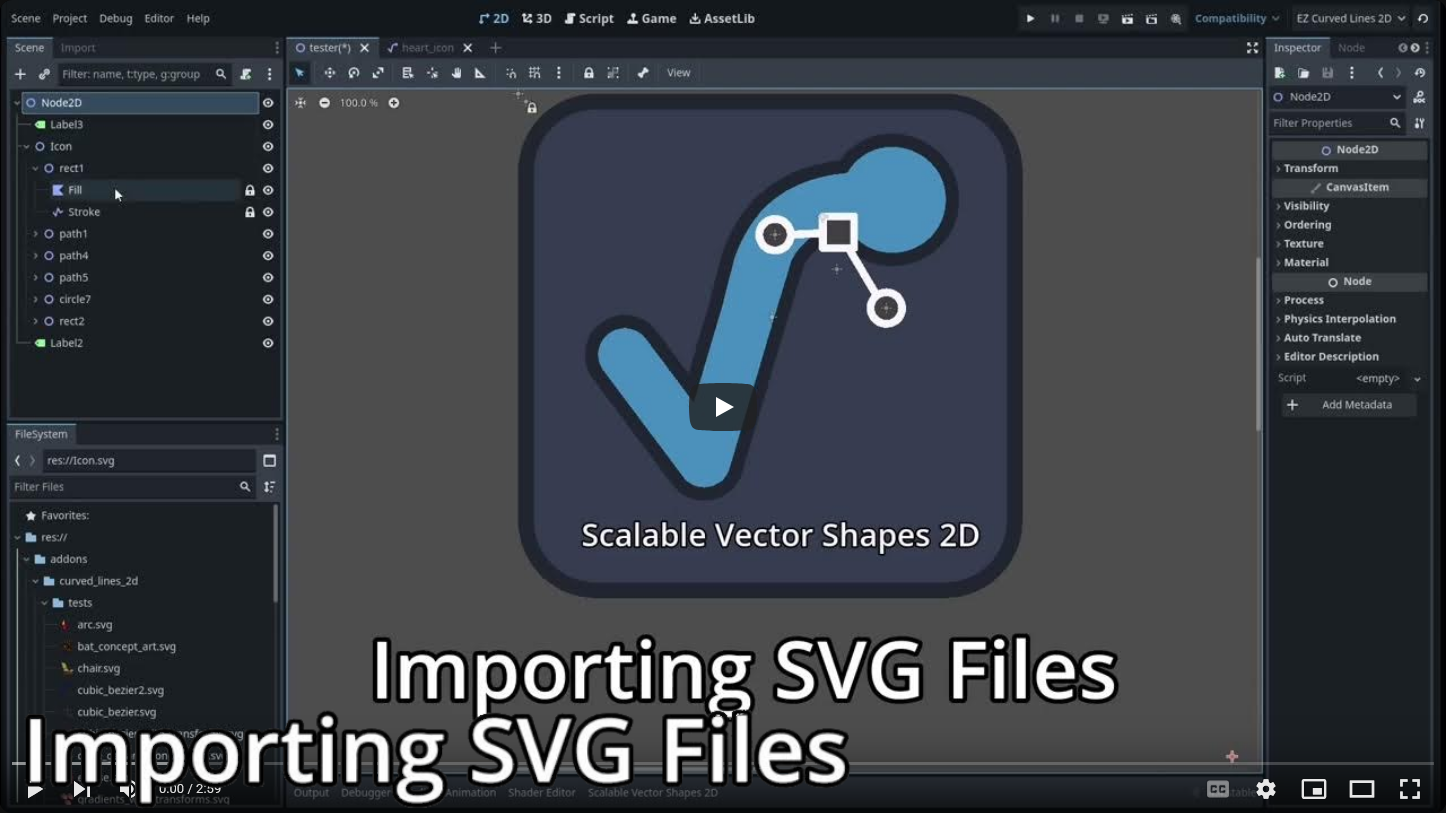 Scene Project Debug Editor Help
2D 3D Script Game AssetLib
Compatibility EZ Curved Lines 2D
Scene Import
Filter: name, t:type, g:group
Node2D
Label3
Icon
rect1
Fill
Stroke
path1
path4
path5
circle7
rect2
Label2
FileSystem
res://Icon.svg
Filter Files
Favorites:
res://
addons
curved_lines_2d
tests
arc.svg
bat_concept_art.svg
chair.svg
cubic_bezier2.svg
cubic_bezier.svg
tester(*) heart_icon
View
100.0 %
Scalable Vector Shapes 2D
Importing SVG Files
Importing SVG Files
0:00 / 2:59
Output Debugger Animation Shader Editor Scalable Vector Shapes 2D
CC
Inspector Node
Node2D
Filter Properties
Node2D
Transform
CanvasItem
Visibility
Ordering
Texture
Material
Node
Process
Physics Interpolation
Auto Translate
Editor Description
Script <empty>
Add Metadata